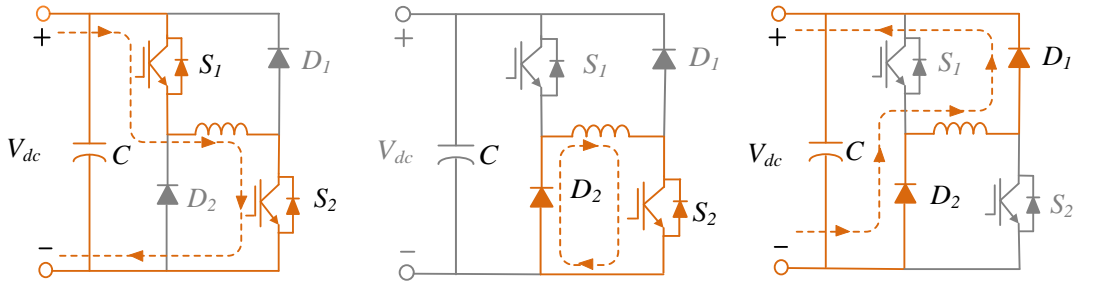 + S1 D1
Vdc C
D2 S2
−
+ S1 D1
Vdc C
D2 S2
−
+ S1 D1
Vdc C
D2 S2
−